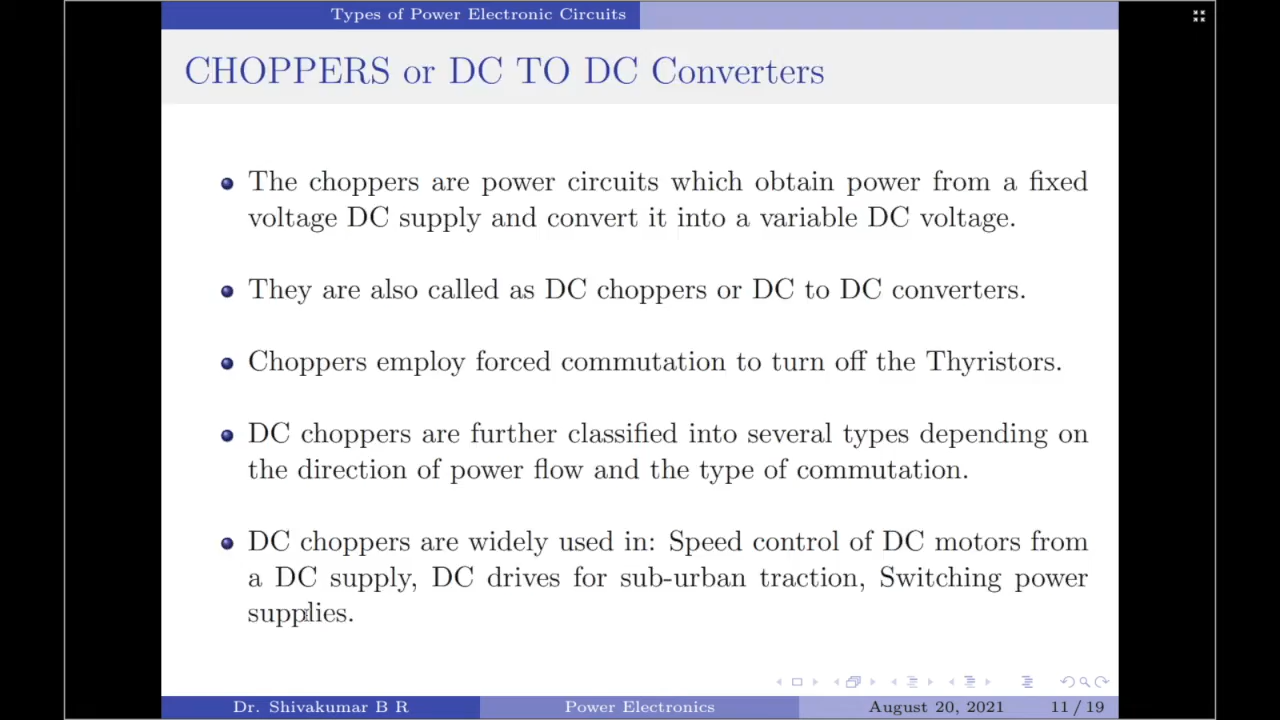 Types of Power Electronic Circuits
CHOPPERS or DC TO DC Converters
The choppers are power circuits which obtain power from a fixed
voltage DC supply and convert it into a variable DC voltage.
They are also called as DC choppers or DC to DC converters.
Choppers employ forced commutation to turn off the Thyristors.
DC choppers are further classified into several types depending on
the direction of power flow and the type of commutation.
DC choppers are widely used in: Speed control of DC motors from
a DC supply, DC drives for sub-urban traction, Switching power
supplies.
Dr. Shivakumar B R Power Electronics August 20, 2021 11 / 19